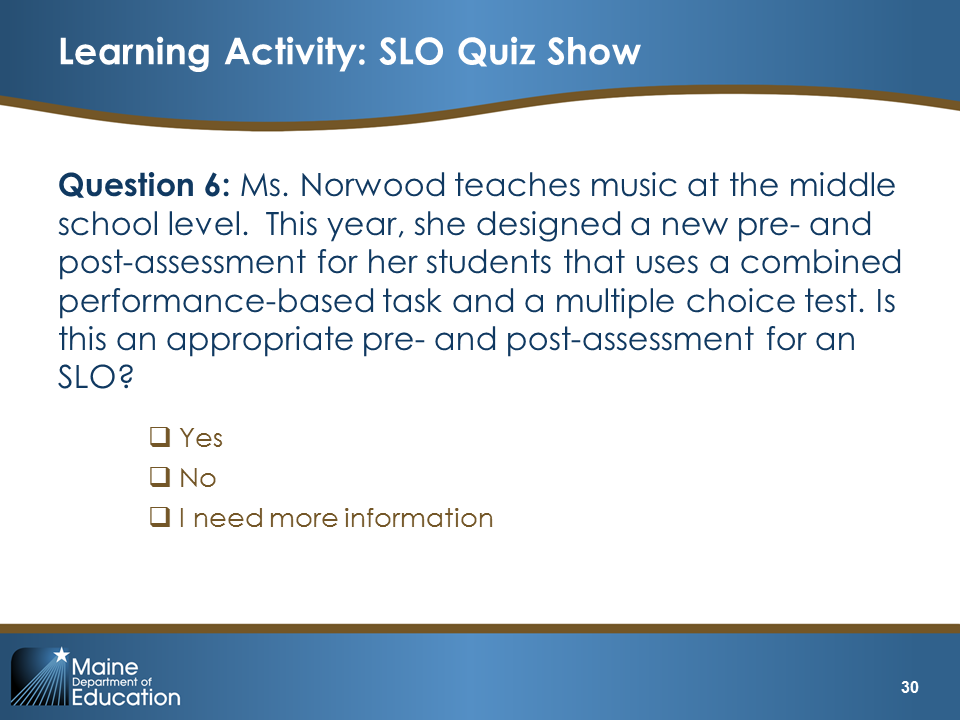 Learning Activity: SLO Quiz Show
Question 6: Ms. Norwood teaches music at the middle
school level.  This year, she designed a new pre- and
post-assessment for her students that uses a combined
performance-based task and a multiple choice test. Is
this an appropriate pre- and post-assessment for an
SLO?
Yes
No
I need more information
Maine
Department of
Education
30